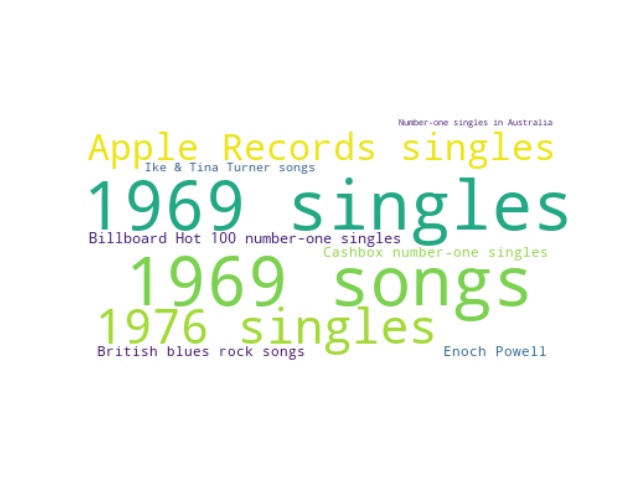 Number-one singles in Australia
Apple Records singles
Ike & Tina Turner songs
1969 singles
Billboard Hot 100 number-one singles
Cashbox number-one singles
1969 songs
1976 singles
British blues rock songs
Enoch Powell